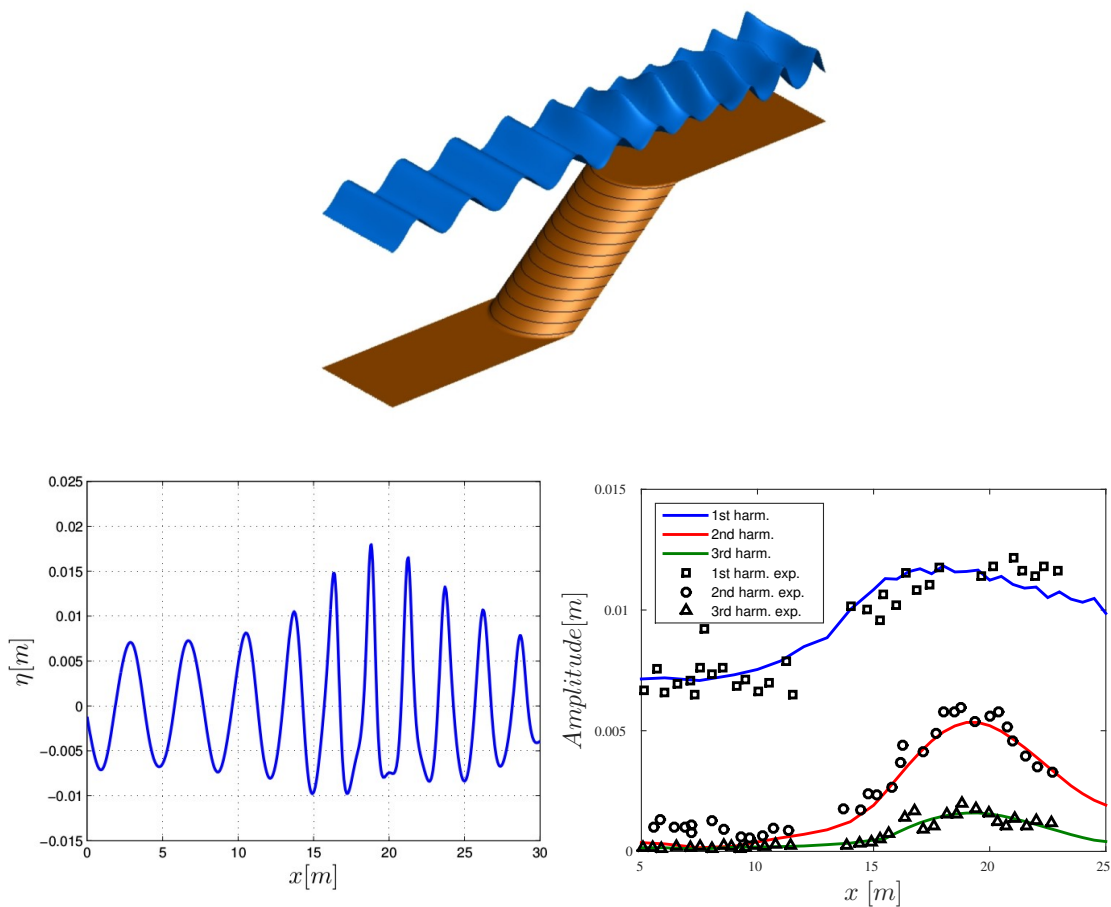 0.025
0.02
0.015
0.01
0.005
0
−0.005
−0.01
−0.015
η[m]
0 5 10 15 20 25 30
x[m]
0.015
0.01
0.005
0
Amplitude[m]
1st harm.
2nd harm.
3rd harm.
1st harm. exp.
2nd harm. exp.
3rd harm. exp.
5 10 15 20 25
x [m]